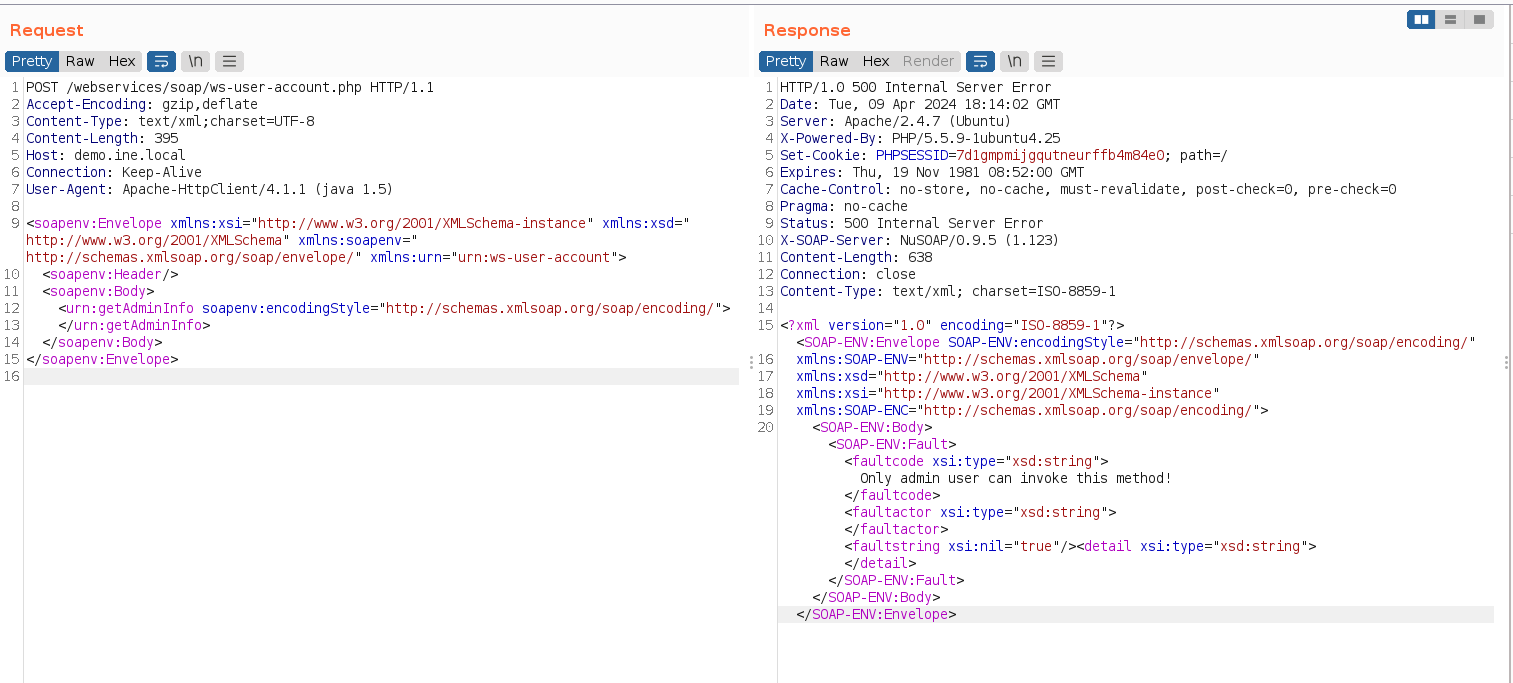 Request
Pretty Raw Hex \n
1 POST /webservices/soap/ws-user-account.php HTTP/1.1
2 Accept-Encoding: gzip,deflate
3 Content-Type: text/xml;charset=UTF-8
4 Content-Length: 395
5 Host: demo.ine.local
6 Connection: Keep-Alive
7 User-Agent: Apache-HttpClient/4.1.1 (java 1.5)
8
9 <soapenv:Envelope xmlns:xsi="http://www.w3.org/2001/XMLSchema-instance" xmlns:xsd="
http://www.w3.org/2001/XMLSchema" xmlns:soapenv="
http://schemas.xmlsoap.org/soap/envelope/" xmlns:urn="urn:ws-user-account">
10 <soapenv:Header/>
11 <soapenv:Body>
12 <urn:getAdminInfo soapenv:encodingStyle="http://schemas.xmlsoap.org/soap/encoding/">
13 </urn:getAdminInfo>
14 </soapenv:Body>
15 </soapenv:Envelope>
16
Response
Pretty Raw Hex Render \n
1 HTTP/1.0 500 Internal Server Error
2 Date: Tue, 09 Apr 2024 18:14:02 GMT
3 Server: Apache/2.4.7 (Ubuntu)
4 X-Powered-By: PHP/5.5.9-1ubuntu4.25
5 Set-Cookie: PHPSESSID=7d1gmpmijgqutneurffb4m84e0; path=/
6 Expires: Thu, 19 Nov 1981 08:52:00 GMT
7 Cache-Control: no-store, no-cache, must-revalidate, post-check=0, pre-check=0
8 Pragma: no-cache
9 Status: 500 Internal Server Error
10 X-SOAP-Server: NuSOAP/0.9.5 (1.123)
11 Content-Length: 638
12 Connection: close
13 Content-Type: text/xml; charset=ISO-8859-1
14
15 <?xml version="1.0" encoding="ISO-8859-1"?>
<SOAP-ENV:Envelope SOAP-ENV:encodingStyle="http://schemas.xmlsoap.org/soap/encoding/"
16 xmlns:SOAP-ENV="http://schemas.xmlsoap.org/soap/envelope/"
17 xmlns:xsd="http://www.w3.org/2001/XMLSchema"
18 xmlns:xsi="http://www.w3.org/2001/XMLSchema-instance"
19 xmlns:SOAP-ENC="http://schemas.xmlsoap.org/soap/encoding/">
20 <SOAP-ENV:Body>
<SOAP-ENV:Fault>
<faultcode xsi:type="xsd:string">
Only admin user can invoke this method!
</faultcode>
<faultactor xsi:type="xsd:string">
</faultactor>
<faultstring xsi:nil="true"/><detail xsi:type="xsd:string">
</detail>
</SOAP-ENV:Fault>
</SOAP-ENV:Body>
</SOAP-ENV:Envelope>